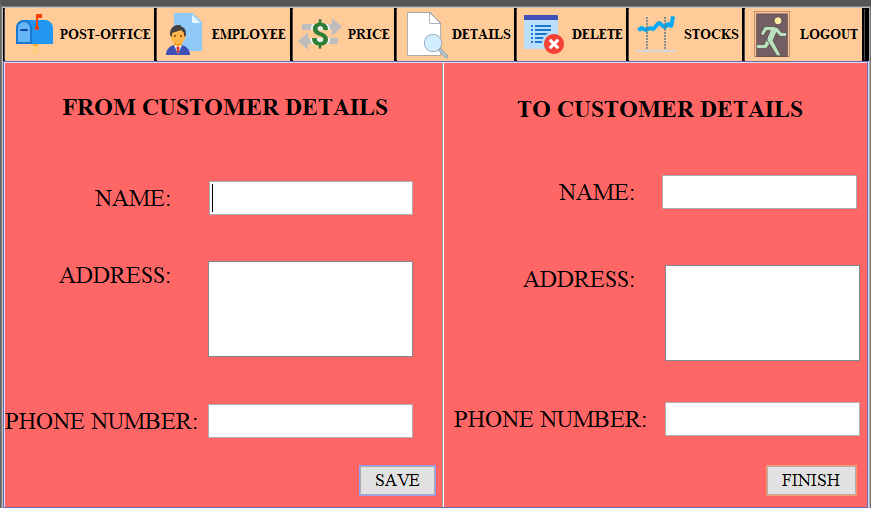 POST-OFFICE EMPLOYEE PRICE DETAILS DELETE STOCKS LOGOUT
FROM CUSTOMER DETAILS
NAME:
ADDRESS:
PHONE NUMBER:
SAVE
TO CUSTOMER DETAILS
NAME:
ADDRESS:
PHONE NUMBER:
FINISH